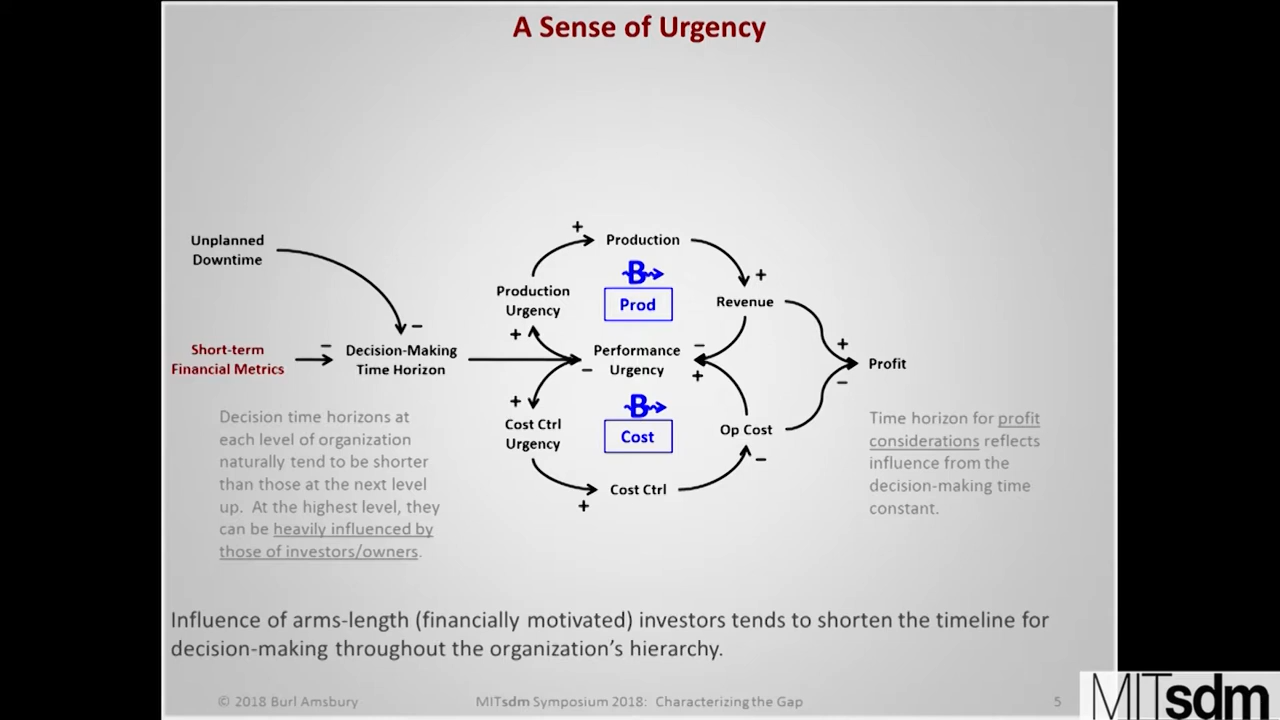 A Sense of Urgency
Unplanned
Downtime
−
Short-term
Financial Metrics
−
Decision-Making
Time Horizon
Production
Urgency
+
Production
+
B
Prod
Revenue
+
Performance
Urgency
−
−
+
Profit
+
−
Cost Ctrl
Urgency
+
B
Cost
Op Cost
−
Cost Ctrl
+
Decision time horizons at
each level of organization
naturally tend to be shorter
than those at the next level
up. At the highest level, they
can be heavily influenced by
those of investors/owners.
Time horizon for profit
considerations reflects
influence from the
decision-making time
constant.
Influence of arms-length (financially motivated) investors tends to shorten the timeline for
decision-making throughout the organization's hierarchy.
© 2018 Burl Amsbury
MITsdm Symposium 2018: Characterizing the Gap
5
MITsdm